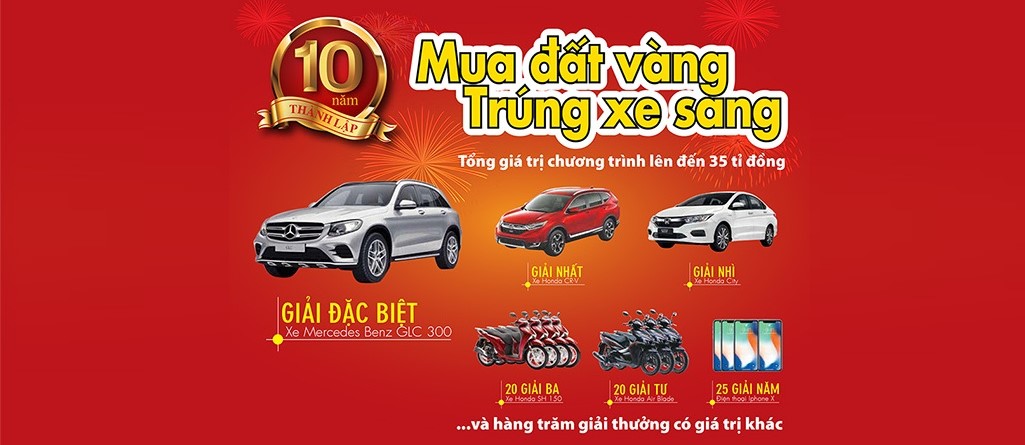 10
năm
THÀNH LẬP
Mua đất vàng
Trúng xe sang
Tổng giá trị chương trình lên đến 35 tỉ đồng
GIẢI ĐẶC BIỆT
Xe Mercedes Benz GLC 300
GIẢI NHẤT
Xe Honda CR-V
GIẢI NHÌ
Xe Honda City
20 GIẢI BA
Xe Honda SH 150
20 GIẢI TƯ
Xe Honda Air Blade
25 GIẢI NĂM
Điện thoại Iphone X
...và hàng trăm giải thưởng có giá trị khác